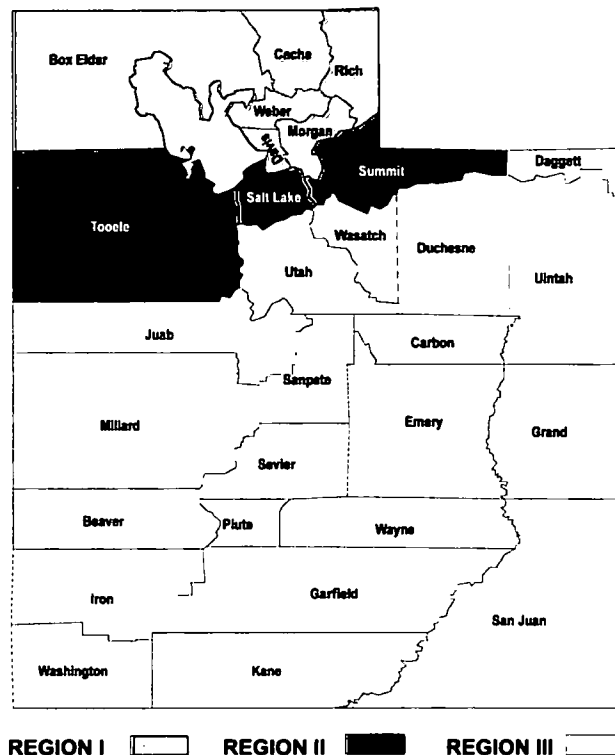 Box Elder
Cache
Rich
Weber
Morgan
Davis
Daggett
Summit
Salt Lake
Tooele
Wasatch
Duchesne
Uintah
Utah
Juab
Carbon
Sanpete
Millard
Emery
Grand
Sevier
Beaver
Piute
Wayne
Iron
Garfield
San Juan
Washington
Kane
REGION I REGION II REGION III